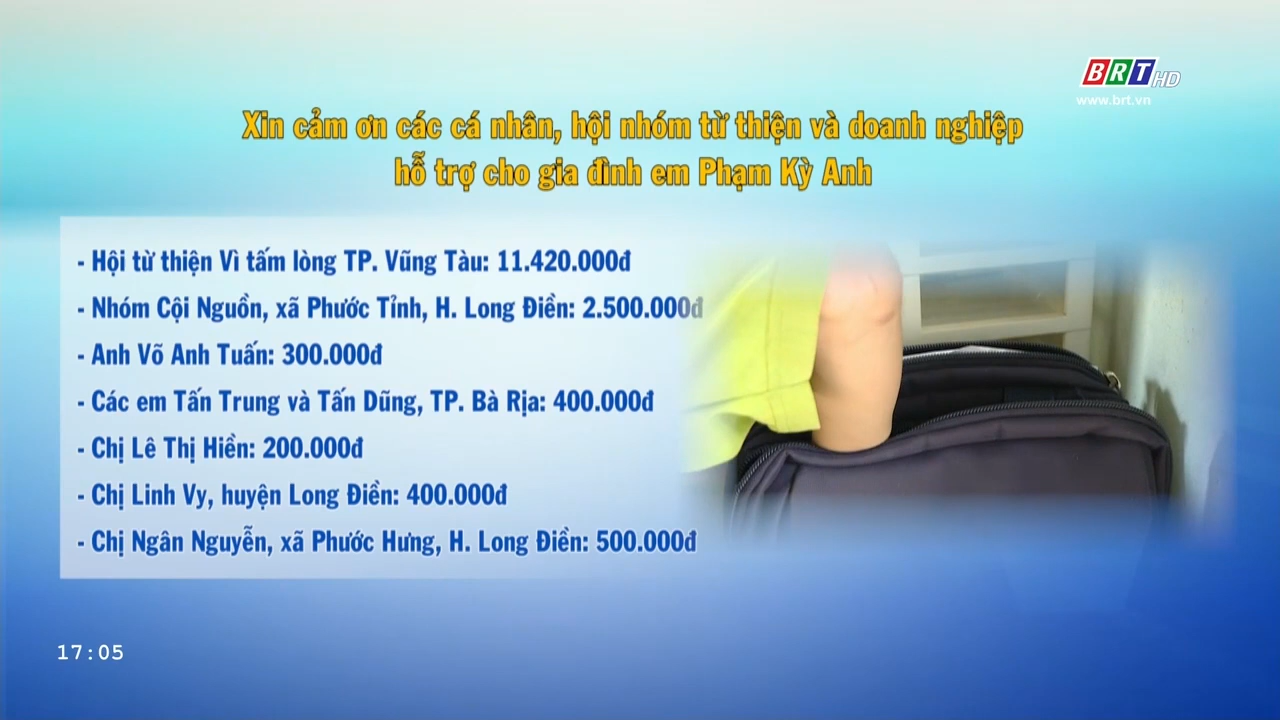 BRT HD
www.brt.vn
Xin cảm ơn các cá nhân, hội nhóm từ thiện và doanh nghiệp
hỗ trợ cho gia đình em Phạm Kỳ Anh
- Hội từ thiện Vì tấm lòng TP. Vũng Tàu: 11.420.000đ
- Nhóm Cội Nguồn, xã Phước Tỉnh, H. Long Điền: 2.500.000đ
- Anh Võ Anh Tuấn: 300.000đ
- Các em Tấn Trung và Tấn Dũng, TP. Bà Rịa: 400.000đ
- Chị Lê Thị Hiền: 200.000đ
- Chị Linh Vy, huyện Long Điền: 400.000đ
- Chị Ngân Nguyễn, xã Phước Hưng, H. Long Điền: 500.000đ
17:05